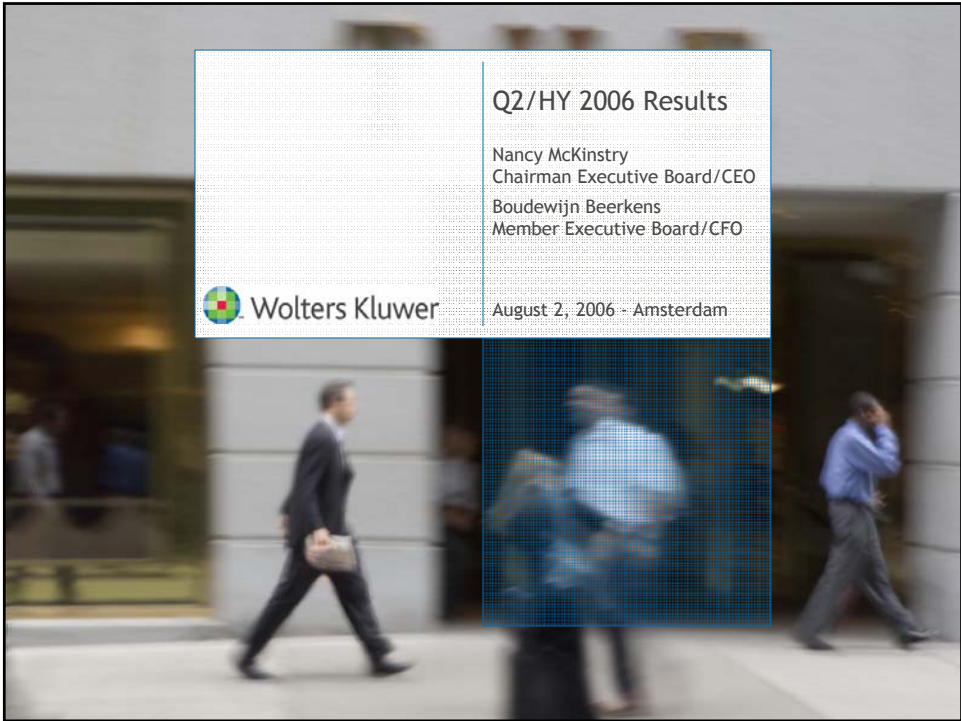 Q2/HY 2006 Results
Nancy McKinstry
Chairman Executive Board/CEO
Boudewijn Beerkens
Member Executive Board/CFO
Wolters Kluwer
August 2, 2006 - Amsterdam